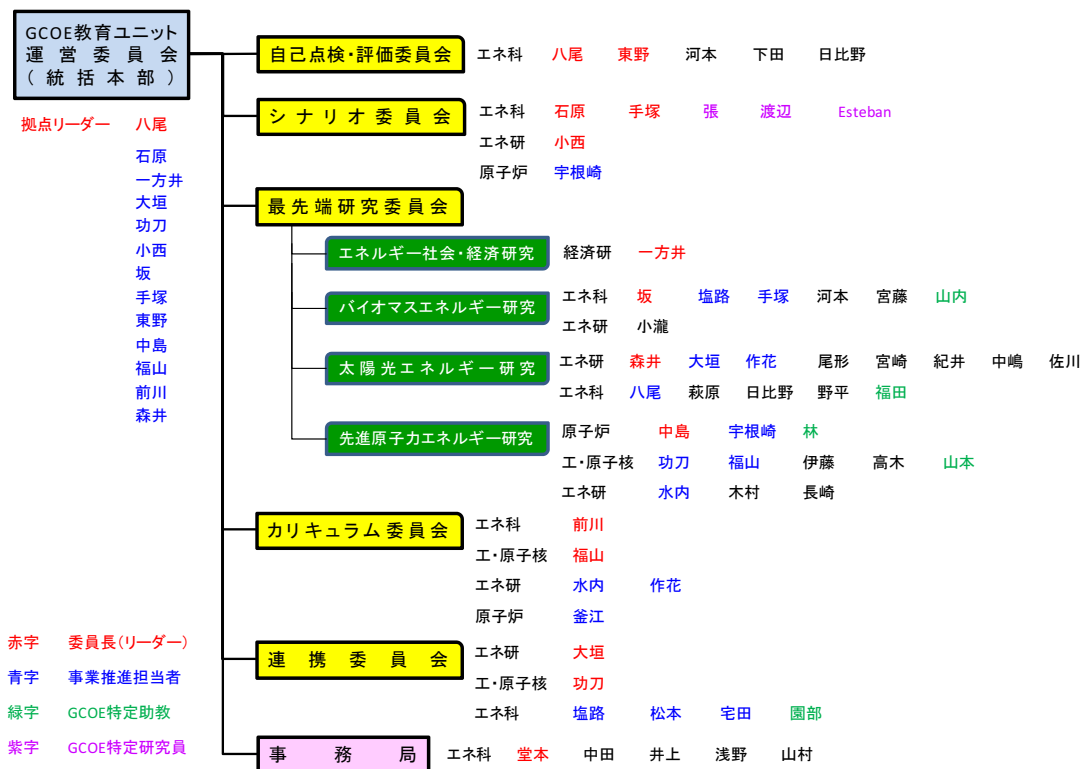 GCOE教育ユニット
運営委員会
(統括本部)
拠点リーダー 八尾
石原
一方井
大垣
功刀
小西
坂
手塚
東野
中島
福山
前川
森井
自己点検・評価委員会 エネ科 八尾 東野 河本 下田 日比野
シナリオ委員会 エネ科 石原 手塚 張 渡辺 Esteban
エネ研 小西
原子炉 宇根崎
最先端研究委員会
エネルギー社会・経済研究 経済研 一方井
バイオマスエネルギー研究 エネ科 坂 塩路 手塚 河本 宮藤 山内
エネ研 小瀧
太陽光エネルギー研究 エネ研 森井 大垣 作花 尾形 宮崎 紀井 中嶋 佐川
エネ科 八尾 萩原 日比野 野平 福田
先進原子力エネルギー研究 原子炉 中島 宇根崎 林
工・原子核 功刀 福山 伊藤 高木 山本
エネ研 水内 木村 長崎
カリキュラム委員会 エネ科 前川
工・原子核 福山
エネ研 水内 作花
原子炉 釜江
連携委員会 エネ研 大垣
工・原子核 功刀
エネ科 塩路 松本 宅田 園部
事務局 エネ科 堂本 中田 井上 浅野 山村
赤字 委員長(リーダー)
青字 事業推進担当者
緑字 GCOE特定助教
紫字 GCOE特定研究員